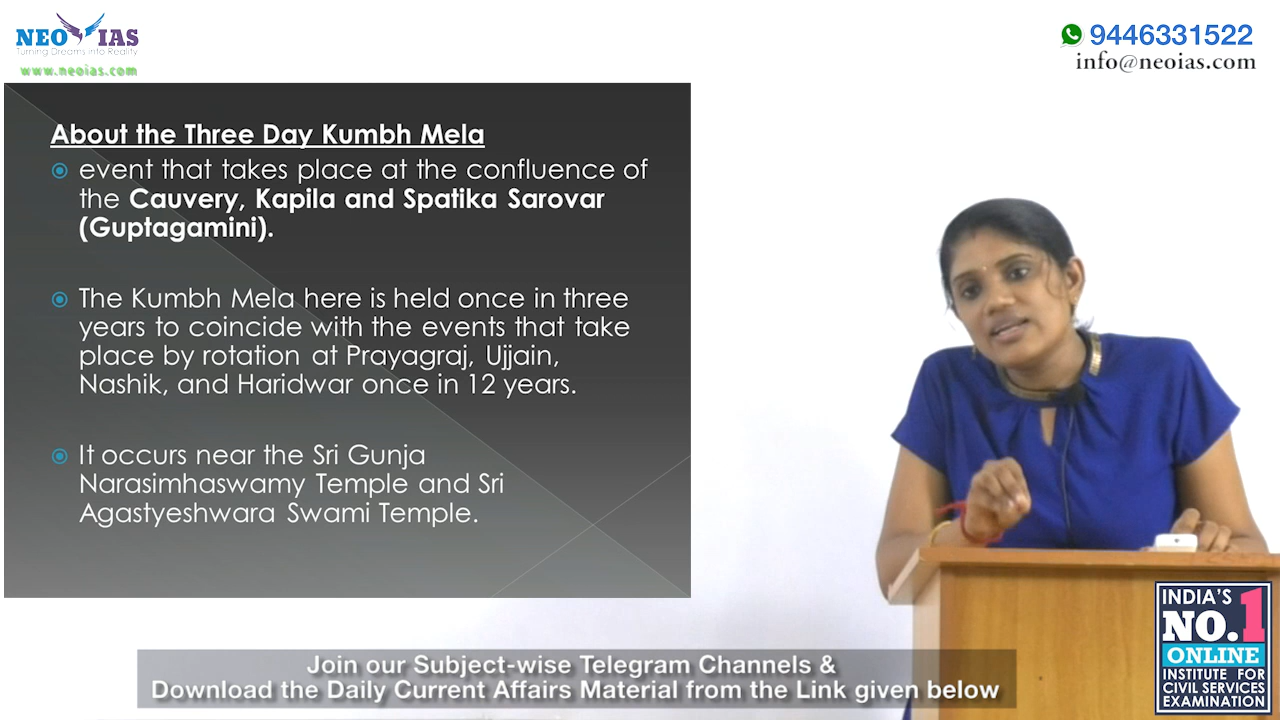 NEO IAS
Turning Dreams into Reality
www.neoias.com
9446331522
info@neoias.com
About the Three Day Kumbh Mela
event that takes place at the confluence of
the Cauvery, Kapila and Spatika Sarovar
(Guptagamini).
The Kumbh Mela here is held once in three
years to coincide with the events that take
place by rotation at Prayagraj, Ujjain,
Nashik, and Haridwar once in 12 years.
It occurs near the Sri Gunja
Narasimhaswamy Temple and Sri
Agastyeshwara Swami Temple.
INDIA'S
NO.1
ONLINE
INSTITUTE FOR
CIVIL SERVICES
EXAMINATION
Join our Subject-wise Telegram Channels &
Download the Daily Current Affairs Material from the Link given below